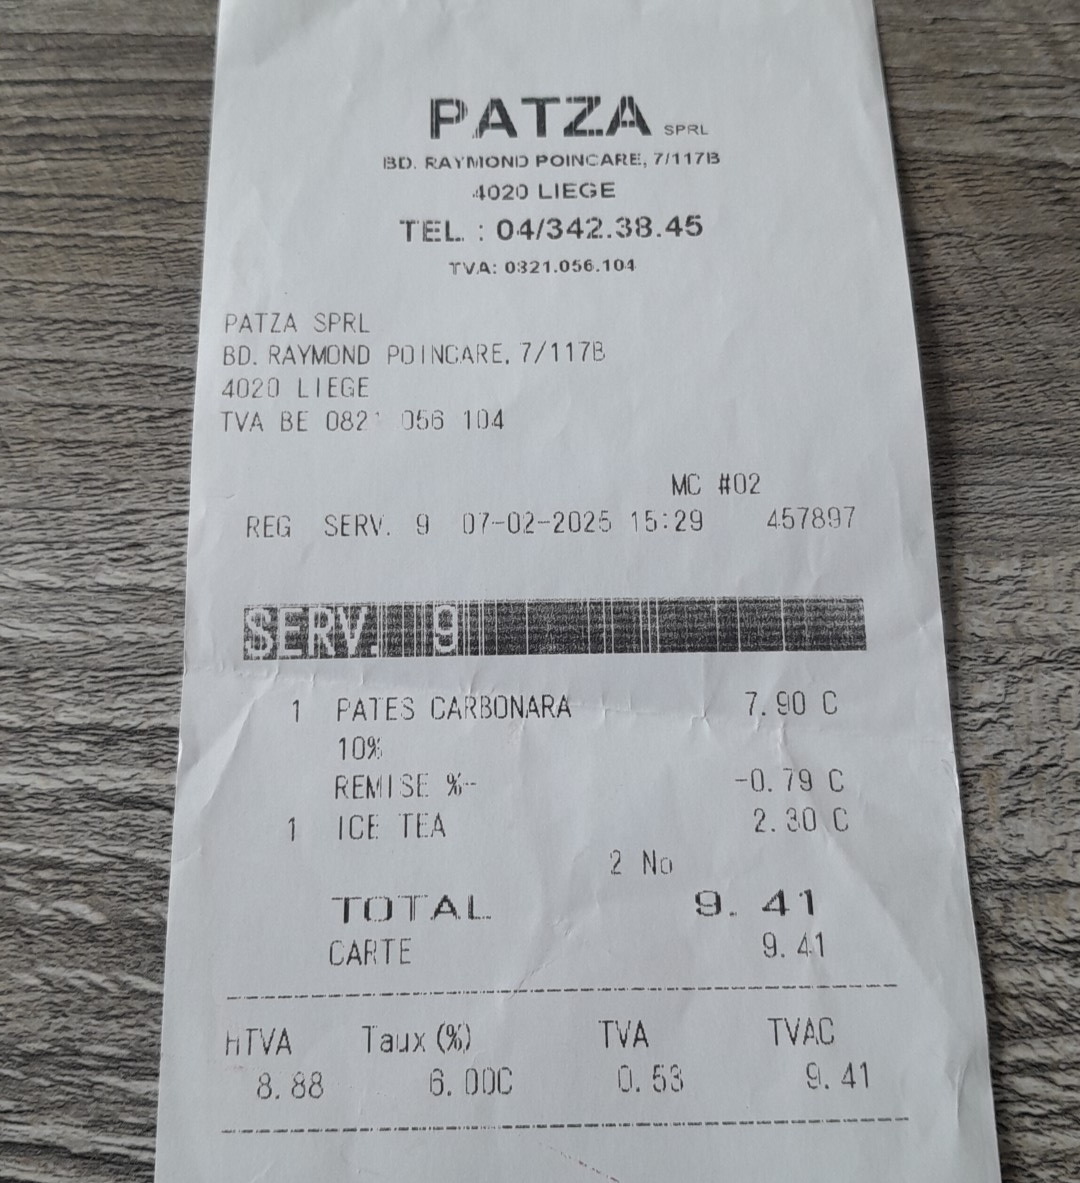 PATZA SPRL
BD. RAYMOND POINCARE, 7/117B
4020 LIEGE
TEL. : 04/342.38.45
TVA: 0821.056.104
PATZA SPRL
BD. RAYMOND POINCARE, 7/117B
4020 LIEGE
TVA BE 0821 056 104
MC #02
REG SERV. 9 07-02-2025 15:29 457897
SERV. 9
1 PATES CARBONARA 7.90 C
10%
REMISE %- -0.79 C
1 ICE TEA 2.30 C
2 No
TOTAL 9.41
CARTE 9.41
HTVA Taux (%) TVA TVAC
8.88 6.00C 0.53 9.41